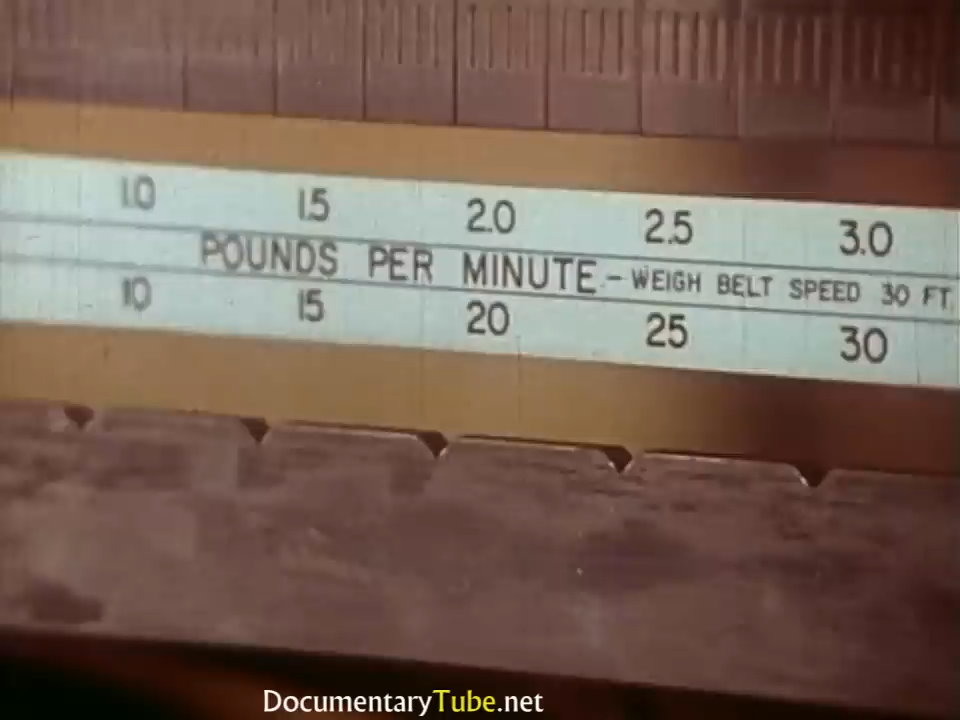 1.0 1.5 2.0 2.5 3.0
POUNDS PER MINUTE - WEIGH BELT SPEED 30 FT.
10 15 20 25 30
DocumentaryTube.net